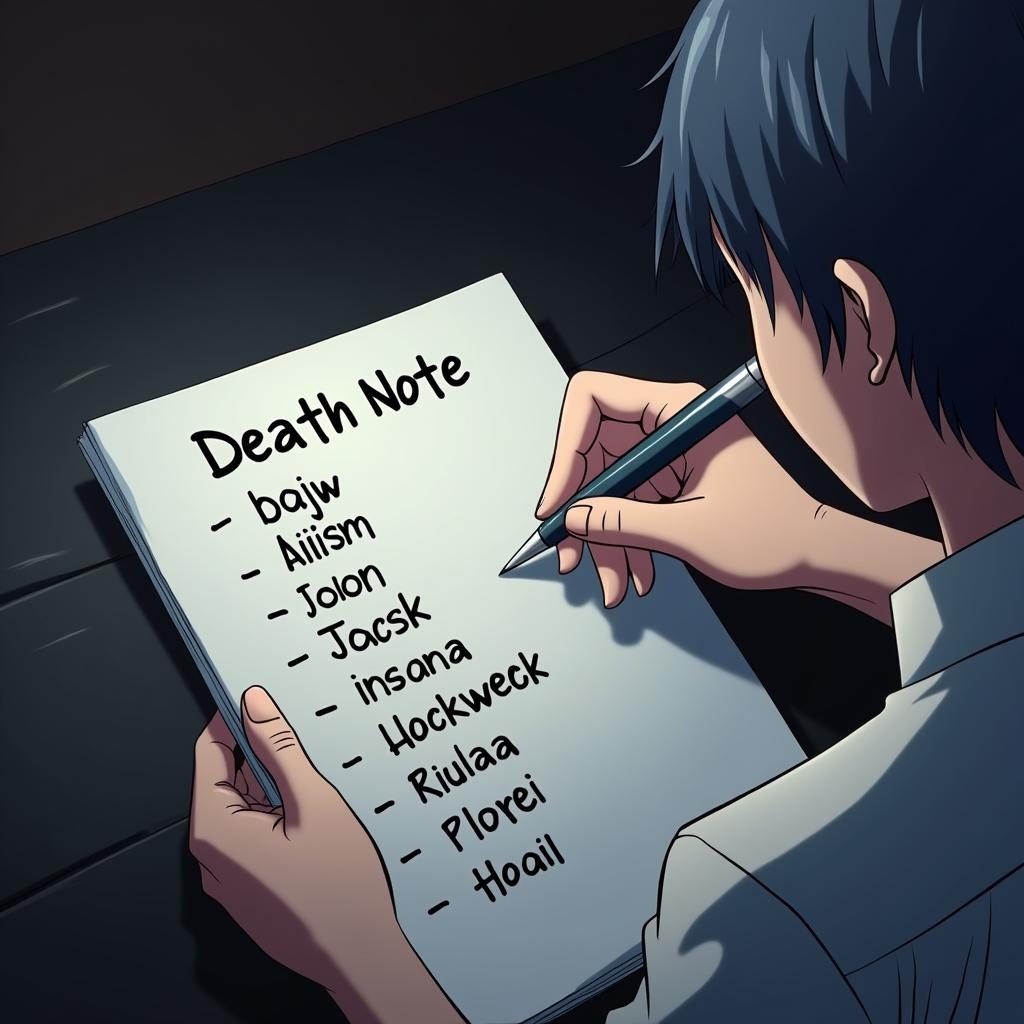 Death Note
- bajw
- Aiiism
- Jolon
- Jacsk
- insana
- Hockweck
- Riulaa
- Plorei
- Hoail